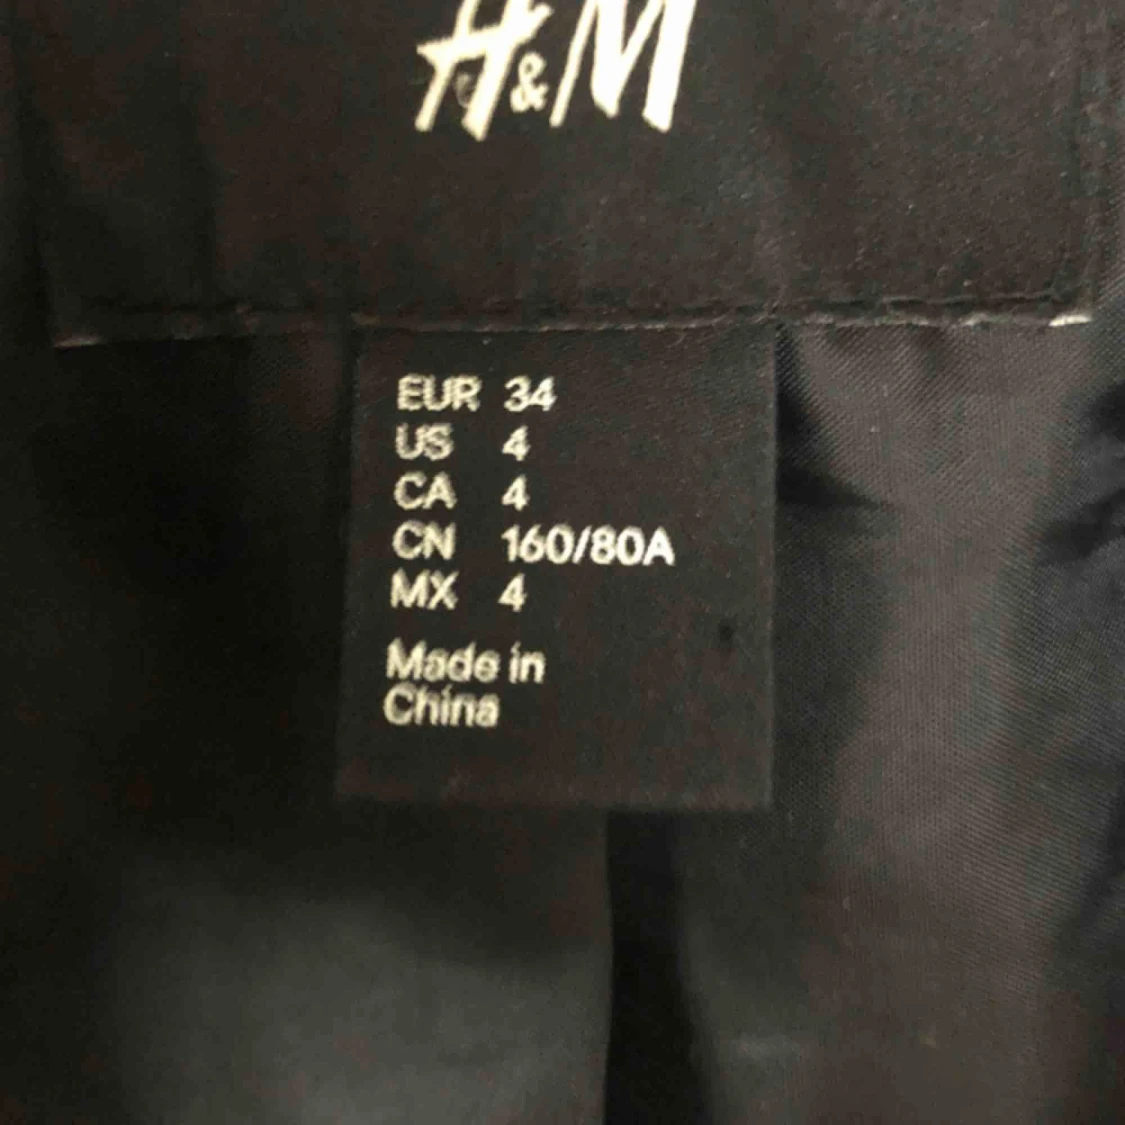 H&M
EUR 34
US 4
CA 4
CN 160/80A
MX 4
Made in
China